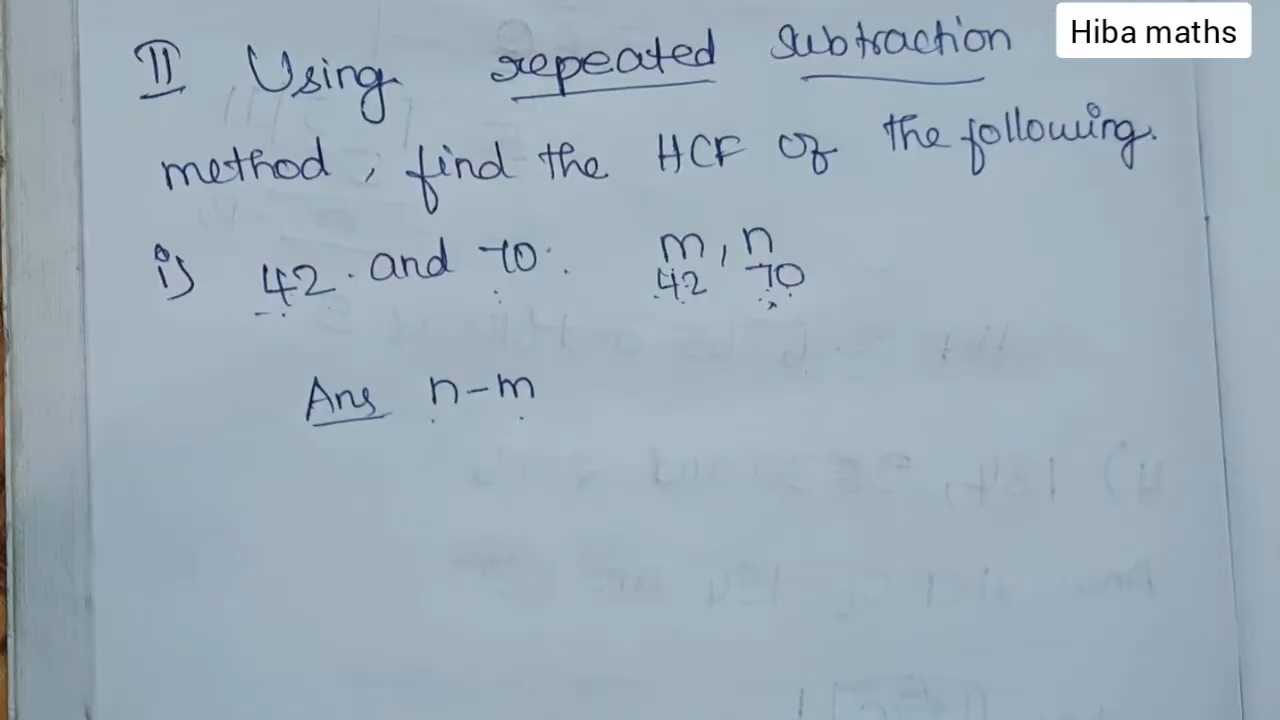 Hiba maths
II Using repeated subtraction
method, find the HCF of the following.
i) 42 and 70. m, n
42 70
Ans n-m